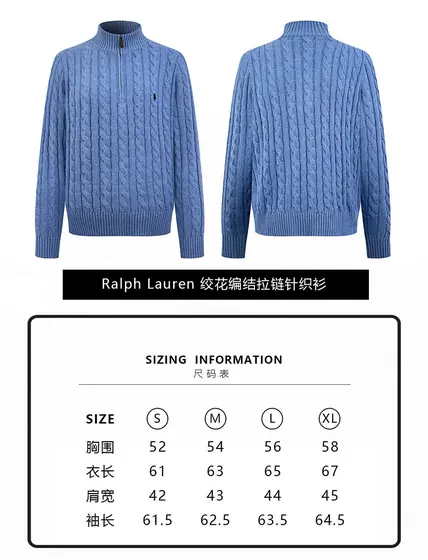 Ralph Lauren 绞花编结拉链针织衫
SIZING INFORMATION
尺码表
SIZE S M L XL
胸围 52 54 56 58
衣长 61 63 65 67
肩宽 42 43 44 45
袖长 61.5 62.5 63.5 64.5